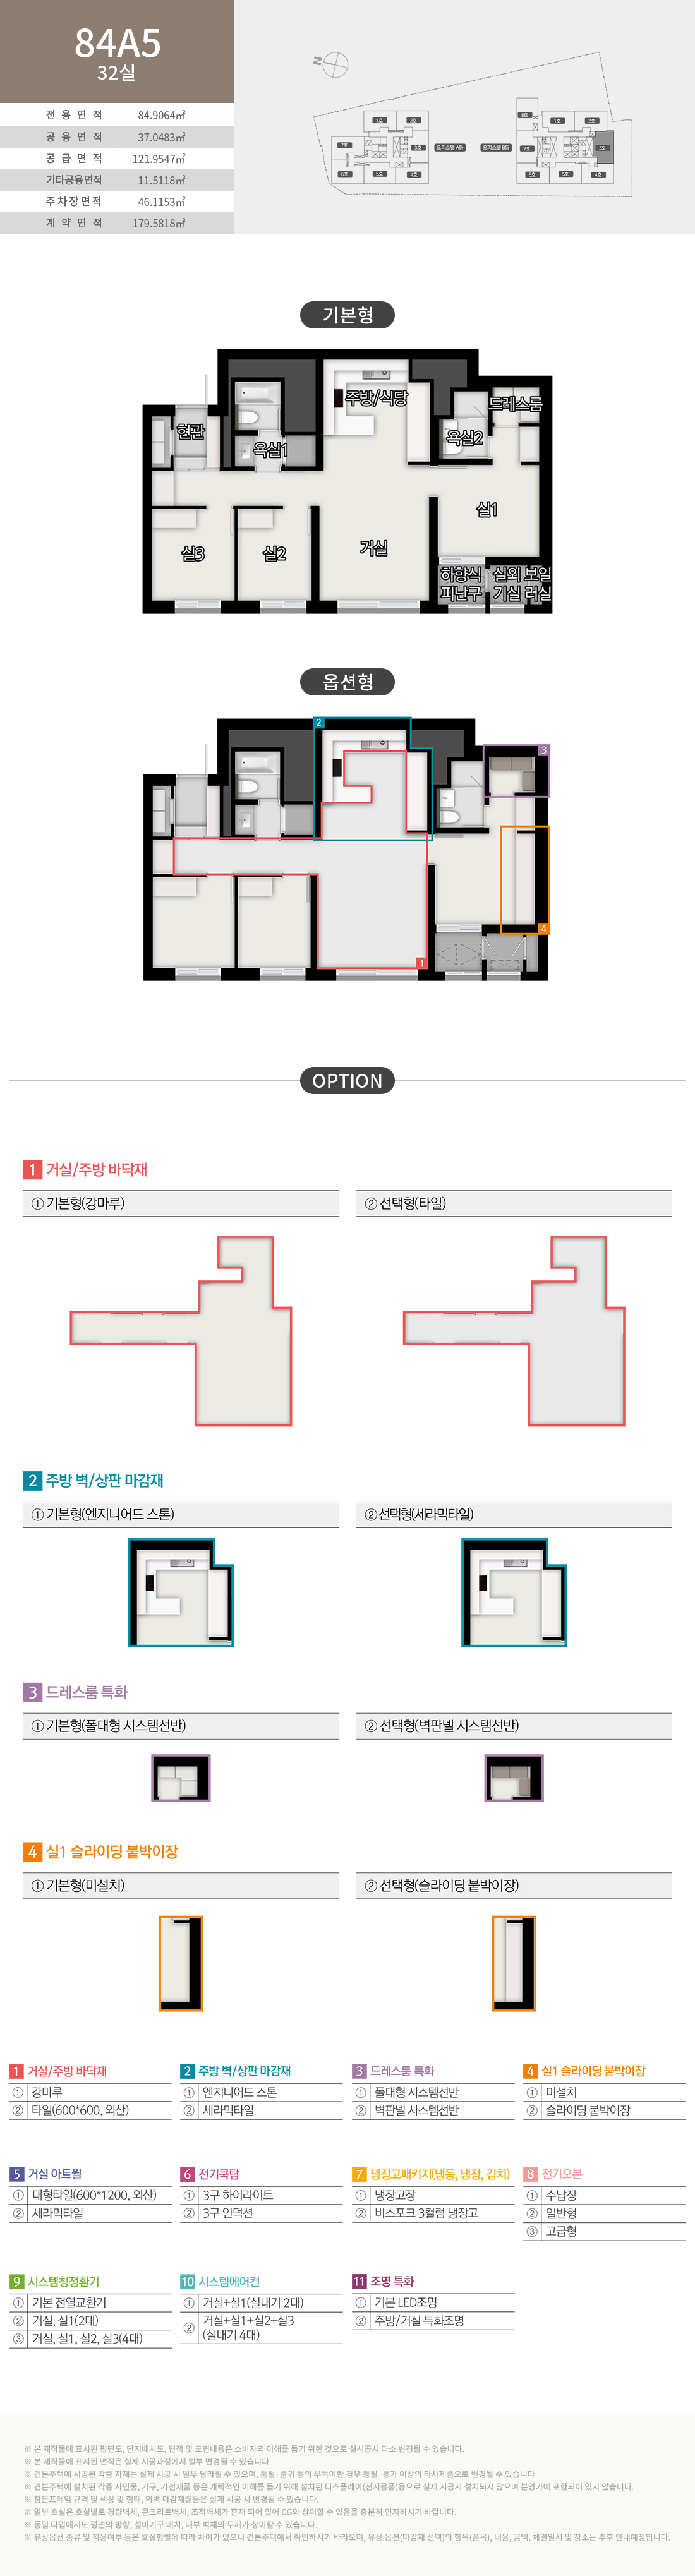 84A5
32실
전 용 면 적 | 84.9064㎡
공 용 면 적 | 37.0483㎡
공 급 면 적 | 121.9547㎡
기타공용면적 | 11.5118㎡
주차장면적 | 46.1153㎡
계 약 면 적 | 179.5818㎡
N
1호 2호
7호 3호
6호 5호 4호
오피스텔 A동 오피스텔 B동
8호 1호 2호
7호 3호
6호 5호 4호
기본형
현관 욕실1 주방/식당 욕실2 드레스룸
실3 실2 거실 실1
하향식 피난구
실외기실
보일러실
옵션형
2
3
4
1
OPTION
1 거실/주방 바닥재
① 기본형(강마루)
② 선택형(타일)
2 주방 벽/상판 마감재
① 기본형(엔지니어드 스톤)
② 선택형(세라믹타일)
3 드레스룸 특화
① 기본형(폴대형 시스템선반)
② 선택형(벽판넬 시스템선반)
4 실1 슬라이딩 붙박이장
① 기본형(미설치)
② 선택형(슬라이딩 붙박이장)
1 거실/주방 바닥재
① 강마루
② 타일(600*600, 외산)
2 주방 벽/상판 마감재
① 엔지니어드 스톤
② 세라믹타일
3 드레스룸 특화
① 폴대형 시스템선반
② 벽판넬 시스템선반
4 실1 슬라이딩 붙박이장
① 미설치
② 슬라이딩 붙박이장
5 거실 아트월
① 대형타일(600*1200, 외산)
② 세라믹타일
6 전기쿡탑
① 3구 하이라이트
② 3구 인덕션
7 냉장고패키지(냉동, 냉장, 김치)
① 냉장고장
② 비스포크 3컬럼 냉장고
8 전기오븐
① 수납장
② 일반형
③ 고급형
9 시스템청정환기
① 기본 전열교환기
② 거실, 실1(2대)
③ 거실, 실1, 실2, 실3(4대)
10 시스템에어컨
① 거실+실1(실내기 2대)
② 거실+실1+실2+실3
(실내기 4대)
11 조명 특화
① 기본 LED조명
② 주방/거실 특화조명
※ 본 제작물에 표시된 평면도, 단지배치도, 면적 및 도면내용은 소비자의 이해를 돕기 위한 것으로 실시공시 다소 변경될 수 있습니다.
※ 본 제작물에 표시된 면적은 실제 시공과정에서 일부 변경될 수 있습니다.
※ 견본주택에 시공된 각종 자재는 실제 시공 시 일부 달라질 수 있으며, 품절·품귀 등의 부득이한 경우 동질·동가 이상의 타사제품으로 변경될 수 있습니다.
※ 견본주택에 설치된 각종 사인물, 가구, 가전제품 등은 개략적인 이해를 돕기 위해 설치된 디스플레이(전시용품)등으로 실제 시공시 설치되지 않으며 분양가에 포함되어 있지 않습니다.
※ 창문프레임 규격 및 색상 및 형태, 외벽 마감재질등은 실제 시공 시 변경될 수 있습니다.
※ 일부 호실은 호실별로 경량벽체, 콘크리트벽체, 조적벽체가 혼재 되어 있어 CG와 상이할 수 있음을 충분히 인지하시기 바랍니다.
※ 동일 타입에서도 평면의 방향, 설비기구 배치, 내부 벽체의 두께가 상이할 수 있습니다.
※ 유상옵션 종류 및 적용여부 등은 호실형별에 따라 차이가 있으니 견본주택에서 확인하시기 바라오며, 유상 옵션(마감재 선택)의 항목(품목), 내용, 금액, 체결일시 및 장소는 추후 안내예정입니다.